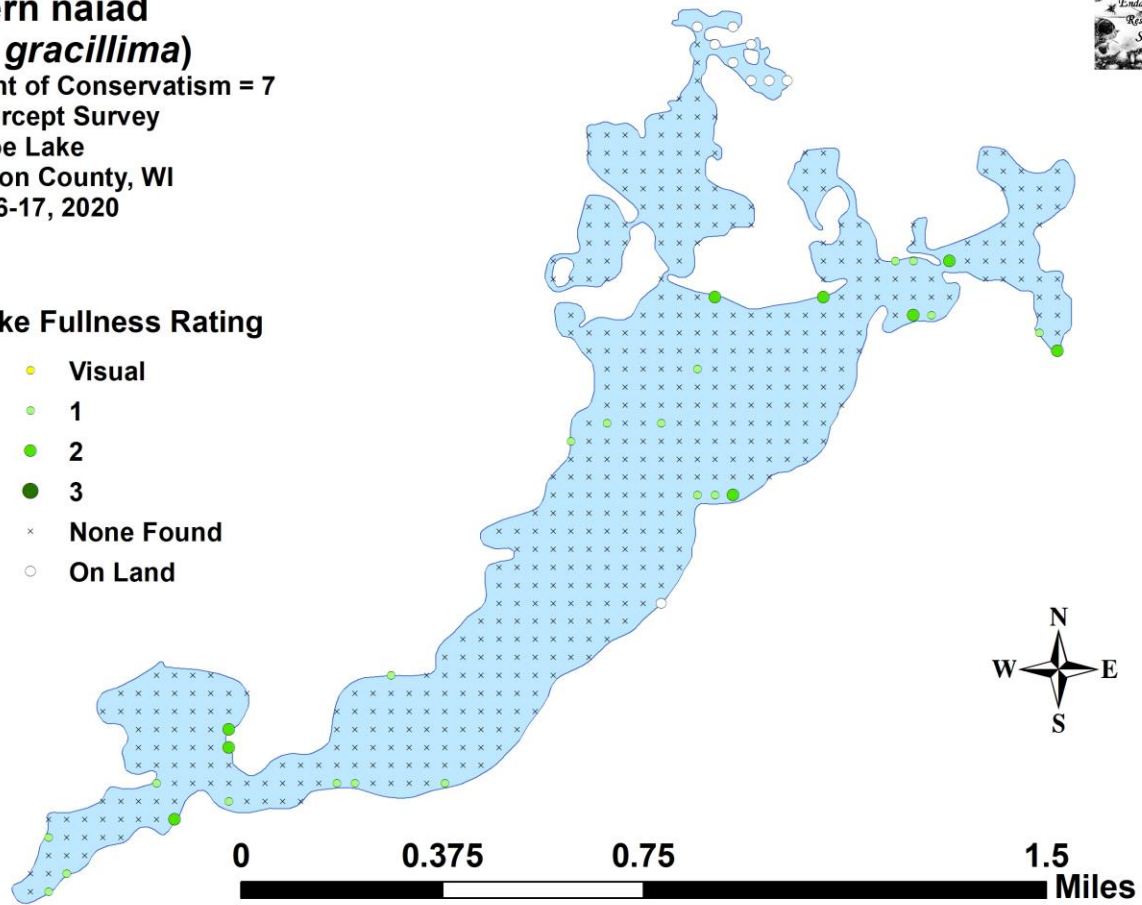 ern naiad
gracillima)
nt of Conservatism = 7
rcept Survey
e Lake
on County, WI
6-17, 2020
ke Fullness Rating
Visual
1
2
3
None Found
On Land
N
W E
S
0 0.375 0.75 1.5
Miles